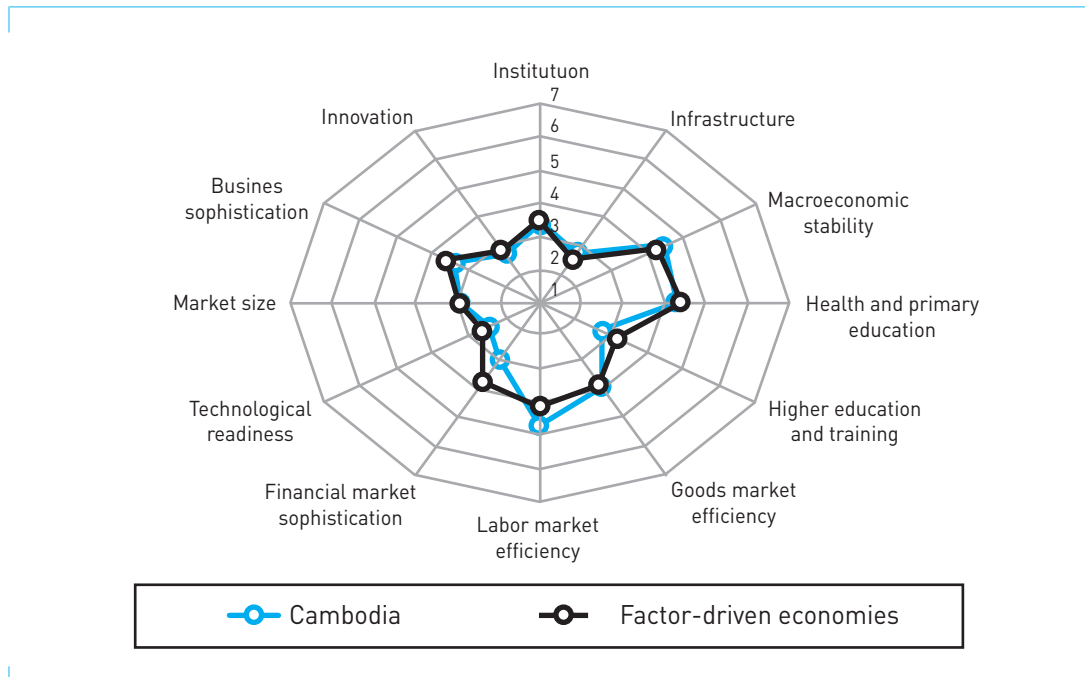 Institutuon
7
6
5
4
3
2
1
Infrastructure
Macroeconomic
stability
Health and primary
education
Higher education
and training
Goods market
efficiency
Labor market
efficiency
Financial market
sophistication
Technological
readiness
Market size
Busines
sophistication
Innovation
Cambodia
Factor-driven economies